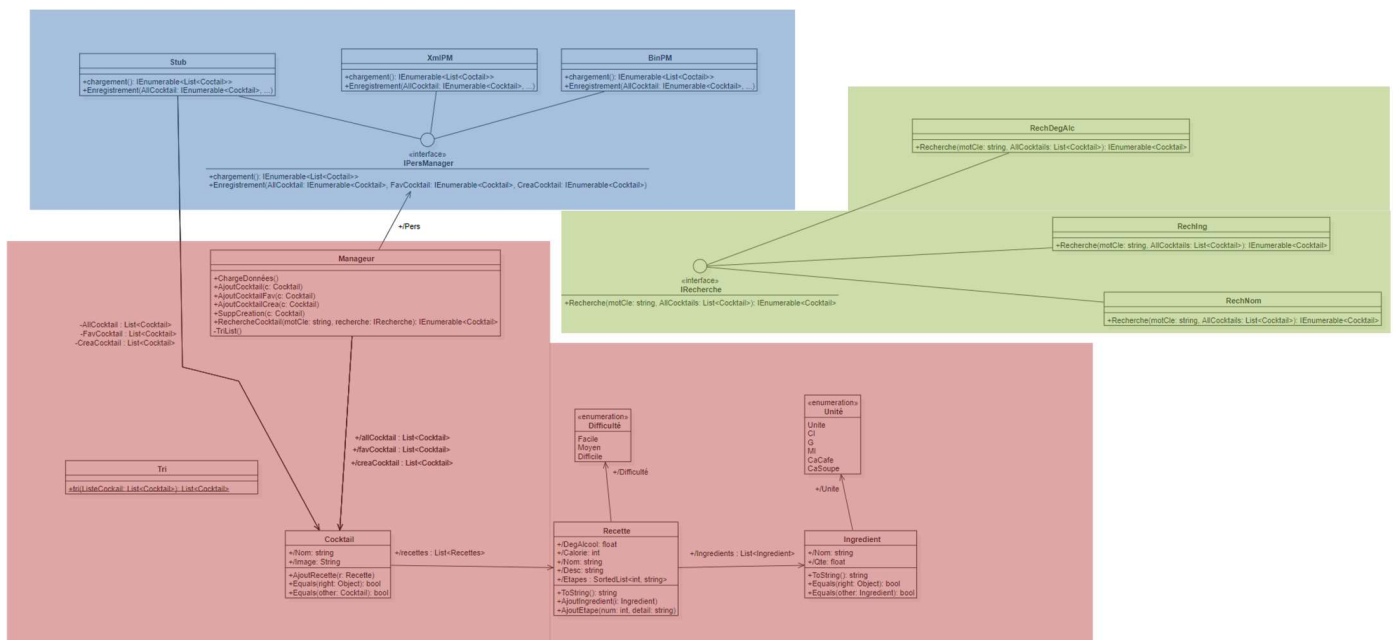 Stub
+chargement(): IEnumerable<List<Coctail>>
+Enregistrement(AllCocktail: IEnumerable<Cocktail>, ...)
XmlPM
+chargement(): IEnumerable<List<Coctail>>
+Enregistrement(AllCocktail: IEnumerable<Cocktail>, ...)
BinPM
+chargement(): IEnumerable<List<Coctail>>
+Enregistrement(AllCocktail: IEnumerable<Cocktail>, ...)
«interface»
IPersManager
+chargement(): IEnumerable<List<Coctail>>
+Enregistrement(AllCocktail: IEnumerable<Cocktail>, FavCocktail: IEnumerable<Cocktail>, CreaCocktail: IEnumerable<Cocktail>)
+/Pers
RechDegAlc
+Recherche(motCle: string, AllCocktails: List<Cocktail>): IEnumerable<Cocktail>
RechIng
+Recherche(motCle: string, AllCocktails: List<Cocktail>): IEnumerable<Cocktail>
«interface»
IRecherche
+Recherche(motCle: string, AllCocktails: List<Cocktail>): IEnumerable<Cocktail>
RechNom
+Recherche(motCle: string, AllCocktails: List<Cocktail>): IEnumerable<Cocktail>
Manageur
+ChargeDonnées()
+AjoutCocktail(c: Cocktail)
+AjoutCocktailFav(c: Cocktail)
+AjoutCocktailCrea(c: Cocktail)
+SuppCreation(c: Cocktail)
+RechercheCocktail(motCle: string, recherche: IRecherche): IEnumerable<Cocktail>
-TriList()
-AllCocktail : List<Cocktail>
-FavCocktail : List<Cocktail>
-CreaCocktail : List<Cocktail>
+/allCocktail : List<Cocktail>
+/favCocktail : List<Cocktail>
+/creaCocktail : List<Cocktail>
Tri
+tri(ListeCockail: List<Cocktail>): List<Cocktail>
«enumeration»
Difficulté
Facile
Moyen
Difficile
+/Difficulté
«enumeration»
Unité
Unite
Cl
G
Ml
CaCafe
CaSoupe
+/Unite
Cocktail
+/Nom: string
+/Image: String
+AjoutRecette(r: Recette)
+Equals(right: Object): bool
+Equals(other: Cocktail): bool
+/recettes : List<Recettes>
Recette
+/DegAlcool: float
+/Calorie: int
+/Nom: string
+/Desc: string
+/Etapes : SortedList<int, string>
+ToString(): string
+AjoutIngredient(i: Ingredient)
+AjoutEtape(num: int, detail: string)
+/Ingredients : List<Ingredient>
Ingredient
+/Nom: string
+/Qte: float
+ToString(): string
+Equals(right: Object): bool
+Equals(other: Ingredient): bool